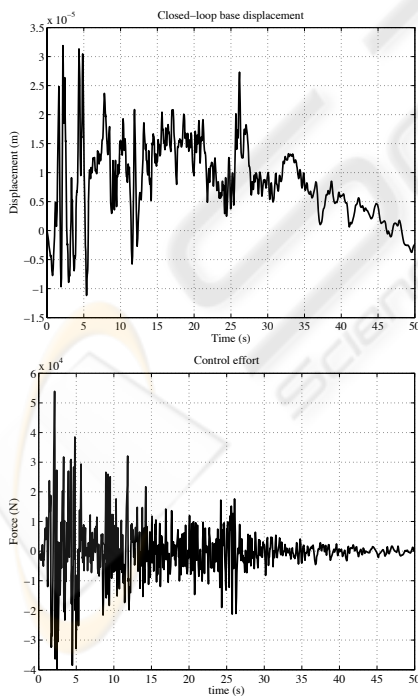 Closed−loop base displacement
x 10−5
3.5
3
2.5
2
1.5
1
0.5
0
−0.5
−1
−1.5
Displacement (m)
0 5 10 15 20 25 30 35 40 45 50
Time (s)
Control effort
x 10 4
6
5
4
3
2
1
0
−1
−2
−3
−4
Force (N)
0 5 10 15 20 25 30 35 40 45 50
time (s)